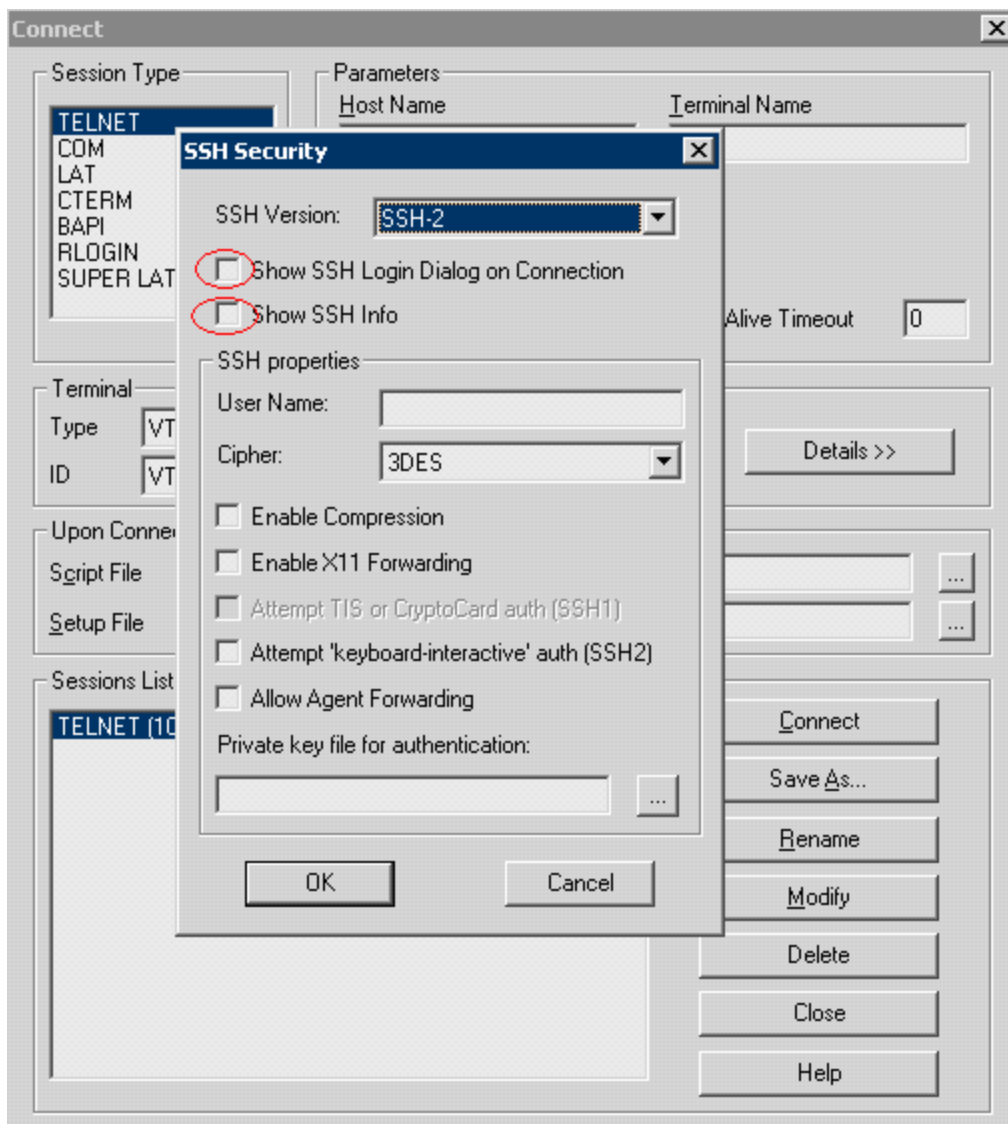 Connect
Session Type
Parameters
Host Name
Terminal Name
TELNET
COM
LAT
CTERM
BAPI
RLOGIN
SUPER LAT
Alive Timeout
0
SSH Security
SSH Version:
SSH-2
Show SSH Login Dialog on Connection
Show SSH Info
SSH properties
User Name:
Cipher:
3DES
Enable Compression
Enable X11 Forwarding
Attempt TIS or CryptoCard auth (SSH1)
Attempt 'keyboard-interactive' auth (SSH2)
Allow Agent Forwarding
Private key file for authentication:
...
OK
Cancel
Terminal
Type
VT
ID
VT
Details >>
Upon Conne
Script File
...
Setup File
...
Sessions List
TELNET (10
Connect
Save As...
Rename
Modify
Delete
Close
Help